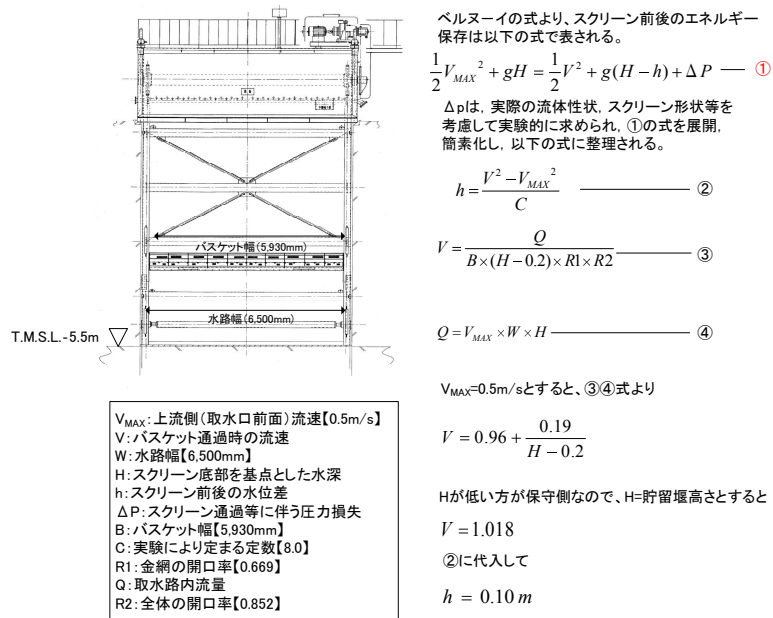 バスケット幅(5,930mm)
水路幅(6,500mm)
T.M.S.L.-5.5m
VMAX:上流側(取水口前面)流速【0.5m/s】
V:バスケット通過時の流速
W:水路幅【6,500mm】
H:スクリーン底部を基点とした水深
h:スクリーン前後の水位差
ΔP:スクリーン通過等に伴う圧力損失
B:バスケット幅【5,930mm】
C:実験により定まる定数【8.0】
R1:金網の開口率【0.669】
Q:取水路内流量
R2:全体の開口率【0.852】
ベルヌーイの式より、スクリーン前後のエネルギー
保存は以下の式で表される。
1/2 VMAX² + gH = 1/2 V² + g(H − h) + ΔP ― ①
Δpは,実際の流体性状,スクリーン形状等を
考慮して実験的に求められ,①の式を展開,
簡素化し,以下の式に整理される。
h = (V² − VMAX²) / C ― ②
V = Q / (B×(H−0.2)×R1×R2) ― ③
Q = VMAX × W × H ― ④
VMAX=0.5m/sとすると、③④式より
V = 0.96 + 0.19 / (H − 0.2)
Hが低い方が保守側なので、H=貯留堰高さとすると
V = 1.018
②に代入して
h = 0.10 m